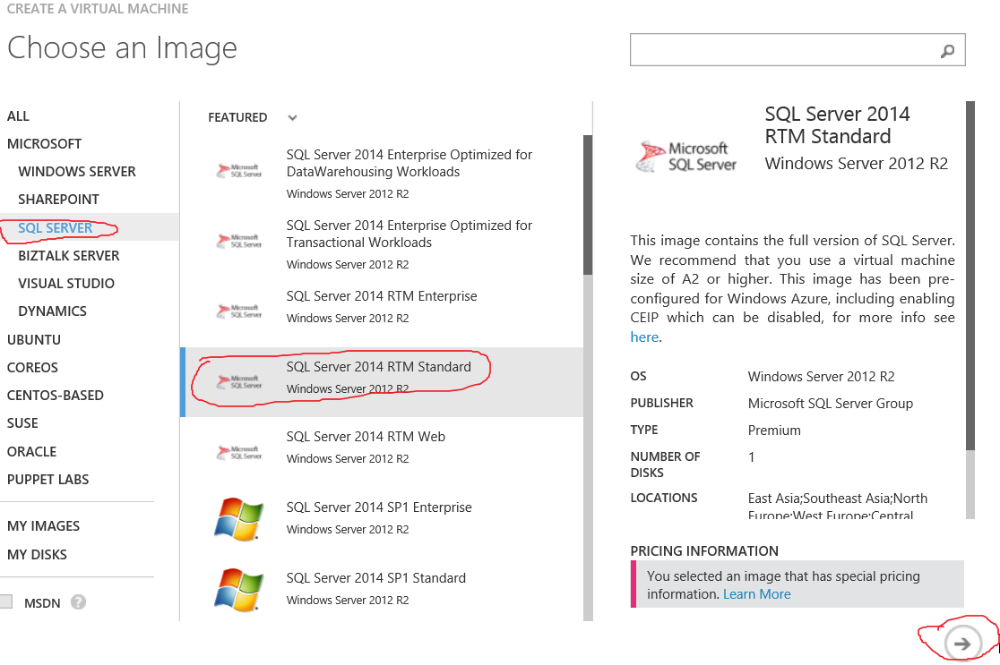 CREATE A VIRTUAL MACHINE
Choose an Image
ALL
MICROSOFT
WINDOWS SERVER
SHAREPOINT
SQL SERVER
BIZTALK SERVER
VISUAL STUDIO
DYNAMICS
UBUNTU
COREOS
CENTOS-BASED
SUSE
ORACLE
PUPPET LABS
MY IMAGES
MY DISKS
MSDN ?
FEATURED
SQL Server 2014 Enterprise Optimized for
DataWarehousing Workloads
Windows Server 2012 R2
SQL Server 2014 Enterprise Optimized for
Transactional Workloads
Windows Server 2012 R2
SQL Server 2014 RTM Enterprise
Windows Server 2012 R2
SQL Server 2014 RTM Standard
Windows Server 2012 R2
SQL Server 2014 RTM Web
Windows Server 2012 R2
SQL Server 2014 SP1 Enterprise
Windows Server 2012 R2
SQL Server 2014 SP1 Standard
Windows Server 2012 R2
Microsoft
SQL Server
Microsoft
SQL Server
Microsoft
SQL Server
Microsoft
SQL Server
Microsoft
SQL Server
Microsoft
SQL Server
SQL Server 2014
RTM Standard
Windows Server 2012 R2
This image contains the full version of SQL Server.
We recommend that you use a virtual machine
size of A2 or higher. This image has been pre-
configured for Windows Azure, including enabling
CEIP which can be disabled, for more info see
here.
OS Windows Server 2012 R2
PUBLISHER Microsoft SQL Server Group
TYPE Premium
NUMBER OF
DISKS 1
LOCATIONS East Asia;Southeast Asia;North
Europe;West Europe;Central
PRICING INFORMATION
You selected an image that has special pricing
information. Learn More